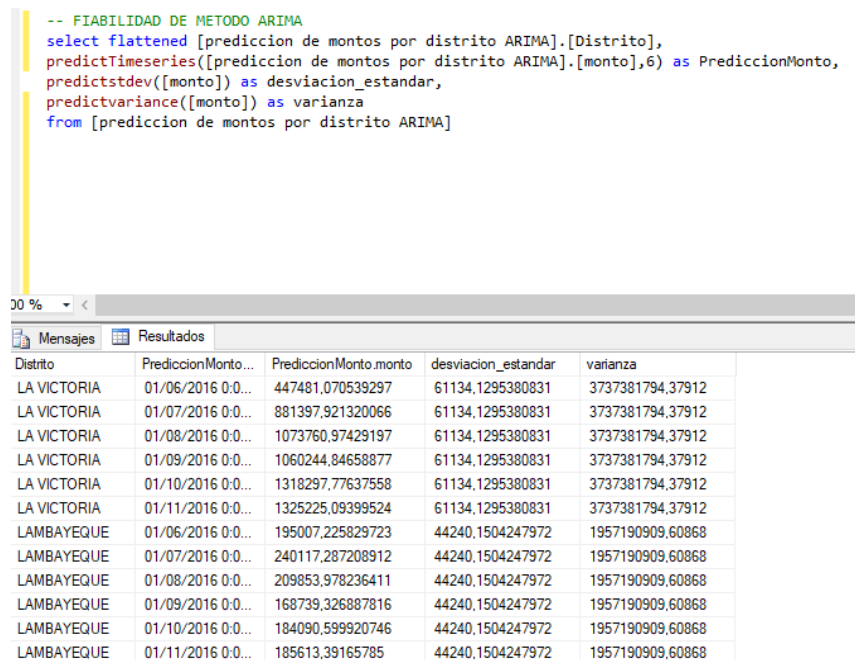 -- FIABILIDAD DE METODO ARIMA
select flattened [prediccion de montos por distrito ARIMA].[Distrito],
predictTimeseries([prediccion de montos por distrito ARIMA].[monto],6) as PrediccionMonto,
predictstdev([monto]) as desviacion_estandar,
predictvariance([monto]) as varianza
from [prediccion de montos por distrito ARIMA]
00 %
Mensajes Resultados
Distrito PrediccionMonto... PrediccionMonto.monto desviacion_estandar varianza
LA VICTORIA 01/06/2016 0:0... 447481,070539297 61134,1295380831 3737381794,37912
LA VICTORIA 01/07/2016 0:0... 881397,921320066 61134,1295380831 3737381794,37912
LA VICTORIA 01/08/2016 0:0... 1073760,97429197 61134,1295380831 3737381794,37912
LA VICTORIA 01/09/2016 0:0... 1060244,84658877 61134,1295380831 3737381794,37912
LA VICTORIA 01/10/2016 0:0... 1318297,77637558 61134,1295380831 3737381794,37912
LA VICTORIA 01/11/2016 0:0... 1325225,09399524 61134,1295380831 3737381794,37912
LAMBAYEQUE 01/06/2016 0:0... 195007,225829723 44240,1504247972 1957190909,60868
LAMBAYEQUE 01/07/2016 0:0... 240117,287208912 44240,1504247972 1957190909,60868
LAMBAYEQUE 01/08/2016 0:0... 209853,978236411 44240,1504247972 1957190909,60868
LAMBAYEQUE 01/09/2016 0:0... 168739,326887816 44240,1504247972 1957190909,60868
LAMBAYEQUE 01/10/2016 0:0... 184090,599920746 44240,1504247972 1957190909,60868
LAMBAYEQUE 01/11/2016 0:0... 185613,39165785 44240,1504247972 1957190909,60868